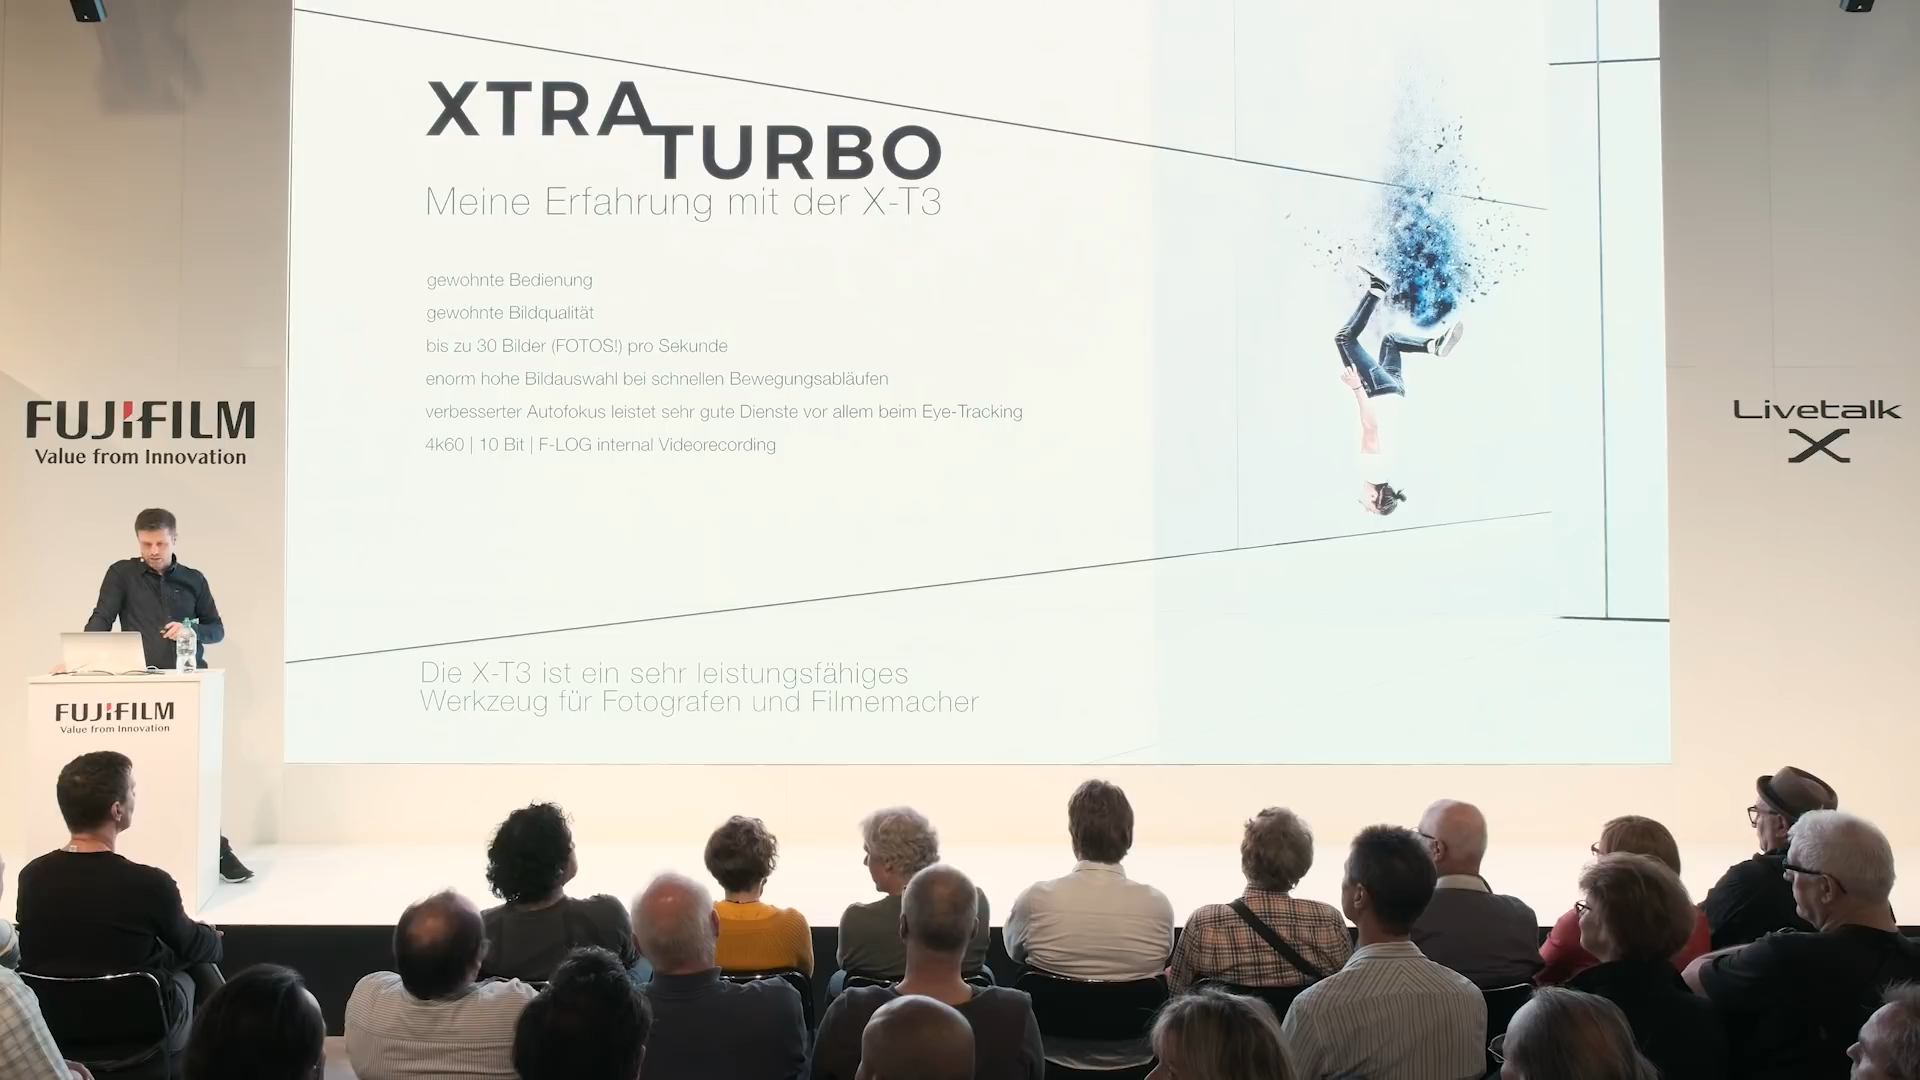 XTRA
TURBO
Meine Erfahrung mit der X-T3
gewohnte Bedienung
gewohnte Bildqualität
bis zu 30 Bilder (FOTOS!) pro Sekunde
enorm hohe Bildauswahl bei schnellen Bewegungsabläufen
verbesserter Autofokus leistet sehr gute Dienste vor allem beim Eye-Tracking
4k60 | 10 Bit | F-LOG internal Videorecording
Die X-T3 ist ein sehr leistungsfähiges
Werkzeug für Fotografen und Filmemacher
FUJIFILM
Value from Innovation
Livetalk
X
FUJIFILM
Value from Innovation